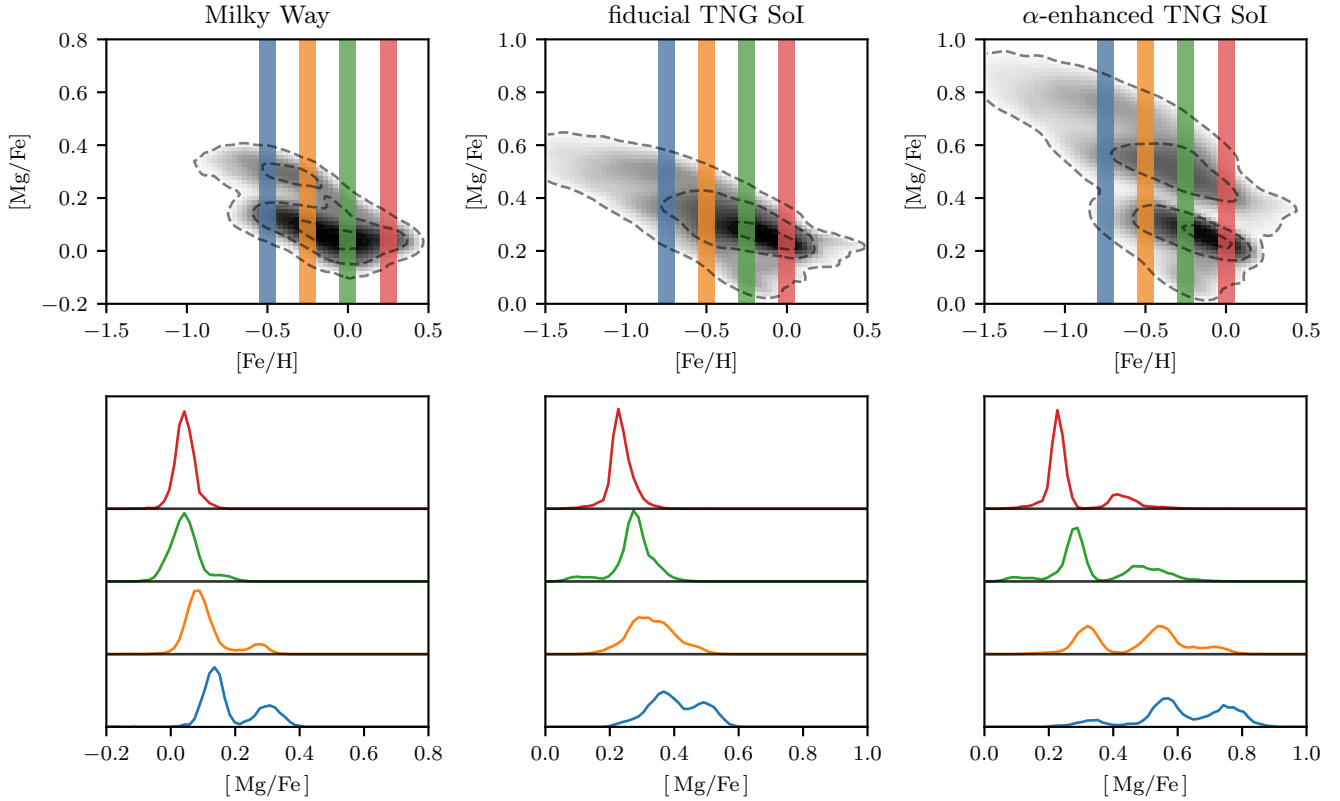 Milky Way
fiducial TNG SoI
α-enhanced TNG SoI
0.8
0.6
0.4
0.2
0.0
−0.2
[Mg/Fe]
−1.5 −1.0 −0.5 0.0 0.5
[Fe/H]
1.0
0.8
0.6
0.4
0.2
0.0
[Mg/Fe]
−1.5 −1.0 −0.5 0.0 0.5
[Fe/H]
1.0
0.8
0.6
0.4
0.2
0.0
[Mg/Fe]
−1.5 −1.0 −0.5 0.0 0.5
[Fe/H]
−0.2 0.0 0.2 0.4 0.6 0.8
[Mg/Fe]
0.0 0.2 0.4 0.6 0.8 1.0
[Mg/Fe]
0.0 0.2 0.4 0.6 0.8 1.0
[Mg/Fe]